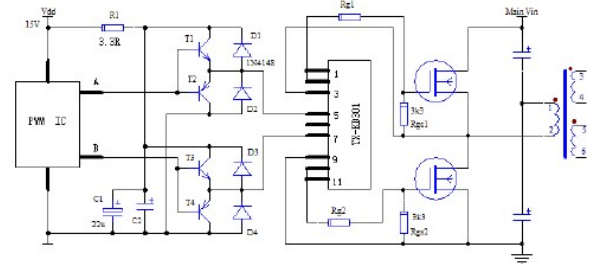 Vdd
15V
R1
3.3R
T1
D1
1N4148
T2
D2
A
PWM IC
B
T3
D3
T4
D4
C1
22u
C2
Rg1
1
3
5
7
9
11
TX-KD301
Rg2
3k3
Rgs1
3k3
Rgs2
Main Vin
1
2
3
4
5
6